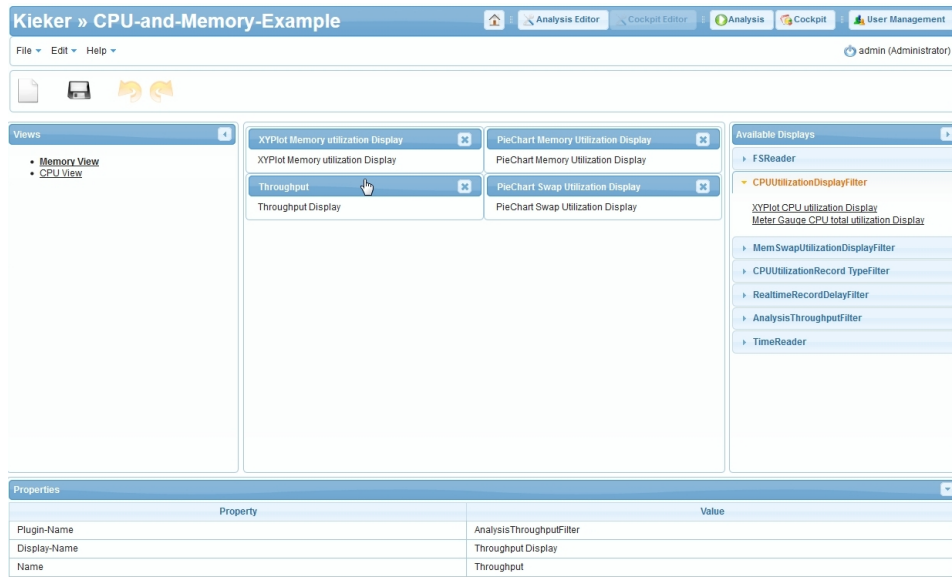 Kieker » CPU-and-Memory-Example
Analysis Editor
Cockpit Editor
Analysis
Cockpit
User Management
File Edit Help
admin (Administrator)
Views
Memory View
CPU View
XYPlot Memory utilization Display
XYPlot Memory utilization Display
PieChart Memory Utilization Display
PieChart Memory Utilization Display
Throughput
Throughput Display
PieChart Swap Utilization Display
PieChart Swap Utilization Display
Available Displays
FSReader
CPUUtilizationDisplayFilter
XYPlot CPU utilization Display
Meter Gauge CPU total utilization Display
MemSwapUtilizationDisplayFilter
CPUUtilizationRecord TypeFilter
RealtimeRecordDelayFilter
AnalysisThroughputFilter
TimeReader
Properties
Property Value
Plugin-Name AnalysisThroughputFilter
Display-Name Throughput Display
Name Throughput